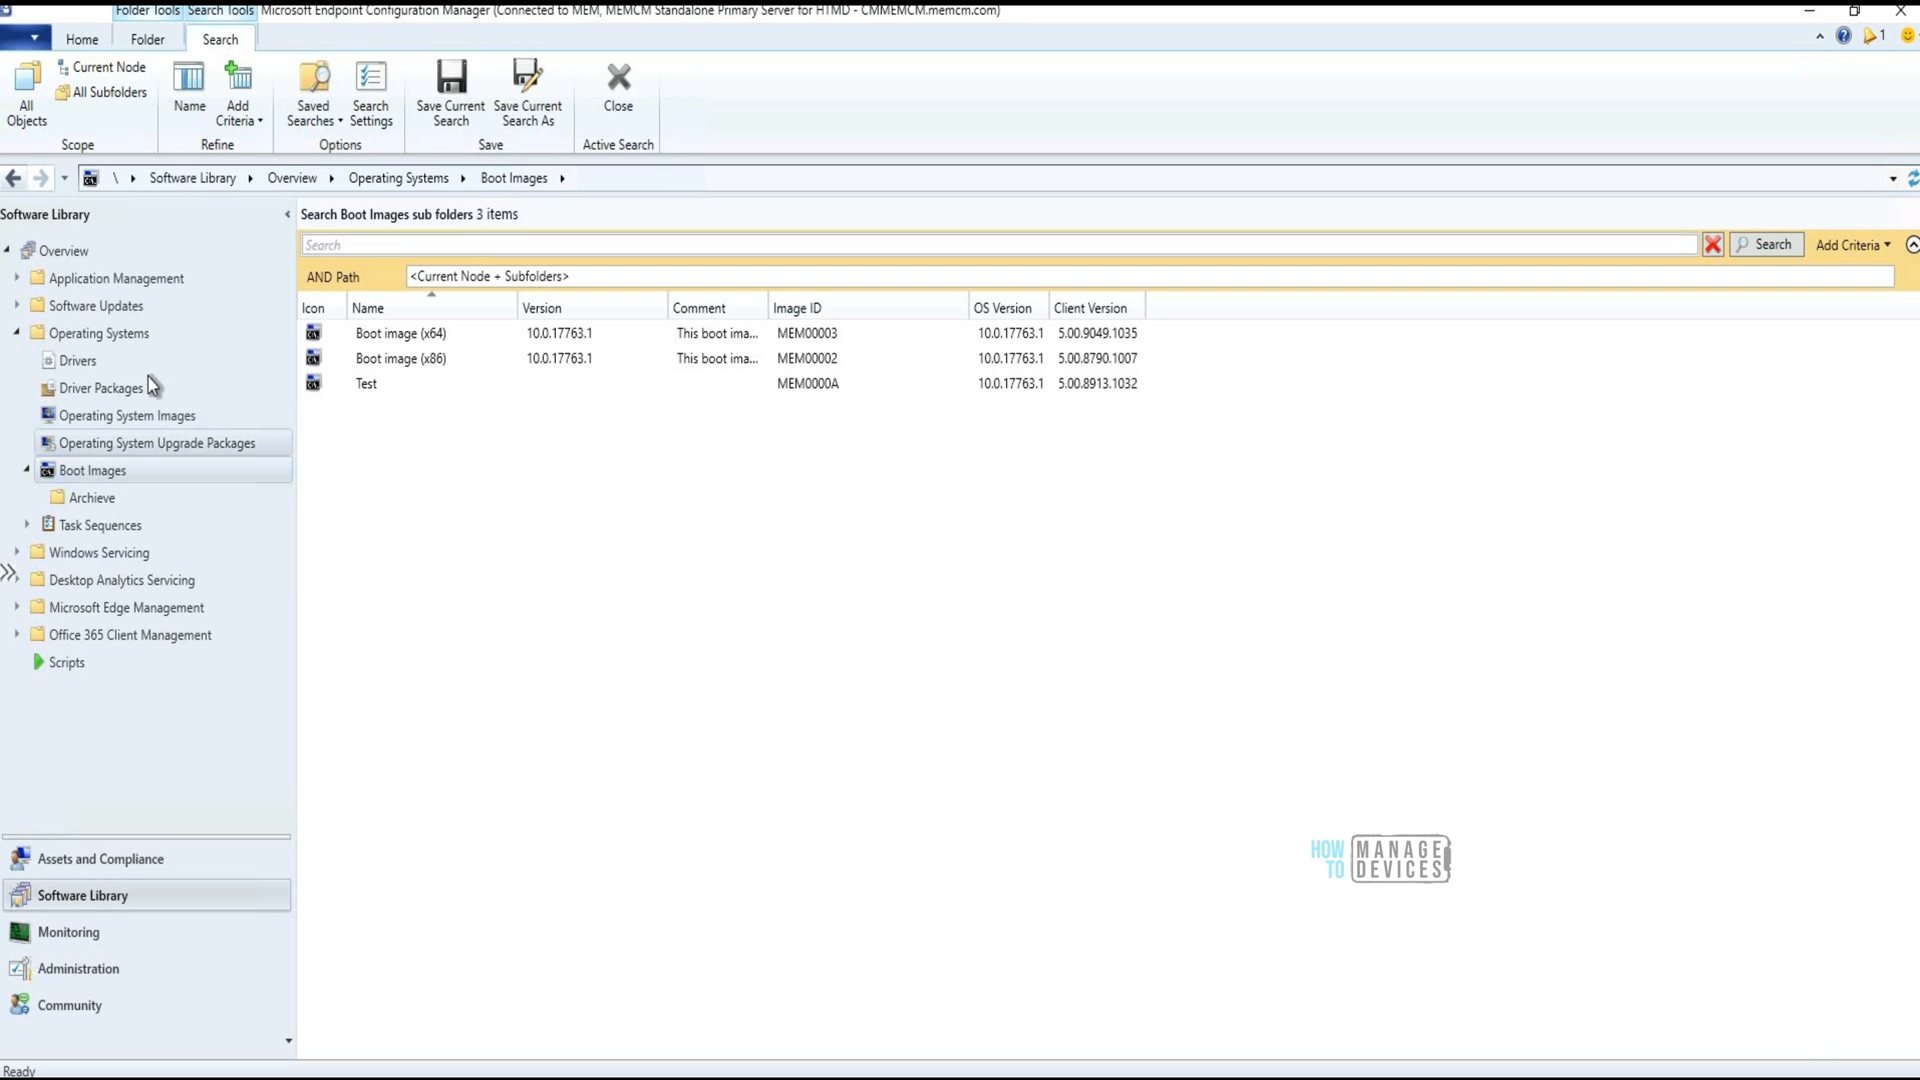 Folder Tools Search Tools Microsoft Endpoint Configuration Manager (Connected to MEM, MEMCM Standalone Primary Server for HTMD - CMMEMCM.memcm.com)
Home Folder Search
1
All Objects
Current Node
All Subfolders
Name
Add Criteria
Saved Searches
Search Settings
Save Current Search
Save Current Search As
Close
Scope Refine Options Save Active Search
\ Software Library Overview Operating Systems Boot Images
Software Library
Overview
Application Management
Software Updates
Operating Systems
Drivers
Driver Packages
Operating System Images
Operating System Upgrade Packages
Boot Images
Archieve
Task Sequences
Windows Servicing
Desktop Analytics Servicing
Microsoft Edge Management
Office 365 Client Management
Scripts
Assets and Compliance
Software Library
Monitoring
Administration
Community
Search Boot Images sub folders 3 items
Search Search Add Criteria
AND Path <Current Node + Subfolders>
Icon Name Version Comment Image ID OS Version Client Version
Boot image (x64) 10.0.17763.1 This boot ima... MEM00003 10.0.17763.1 5.00.9049.1035
Boot image (x86) 10.0.17763.1 This boot ima... MEM00002 10.0.17763.1 5.00.8790.1007
Test MEM0000A 10.0.17763.1 5.00.8913.1032
HOW TO
MANAGE DEVICES
Ready